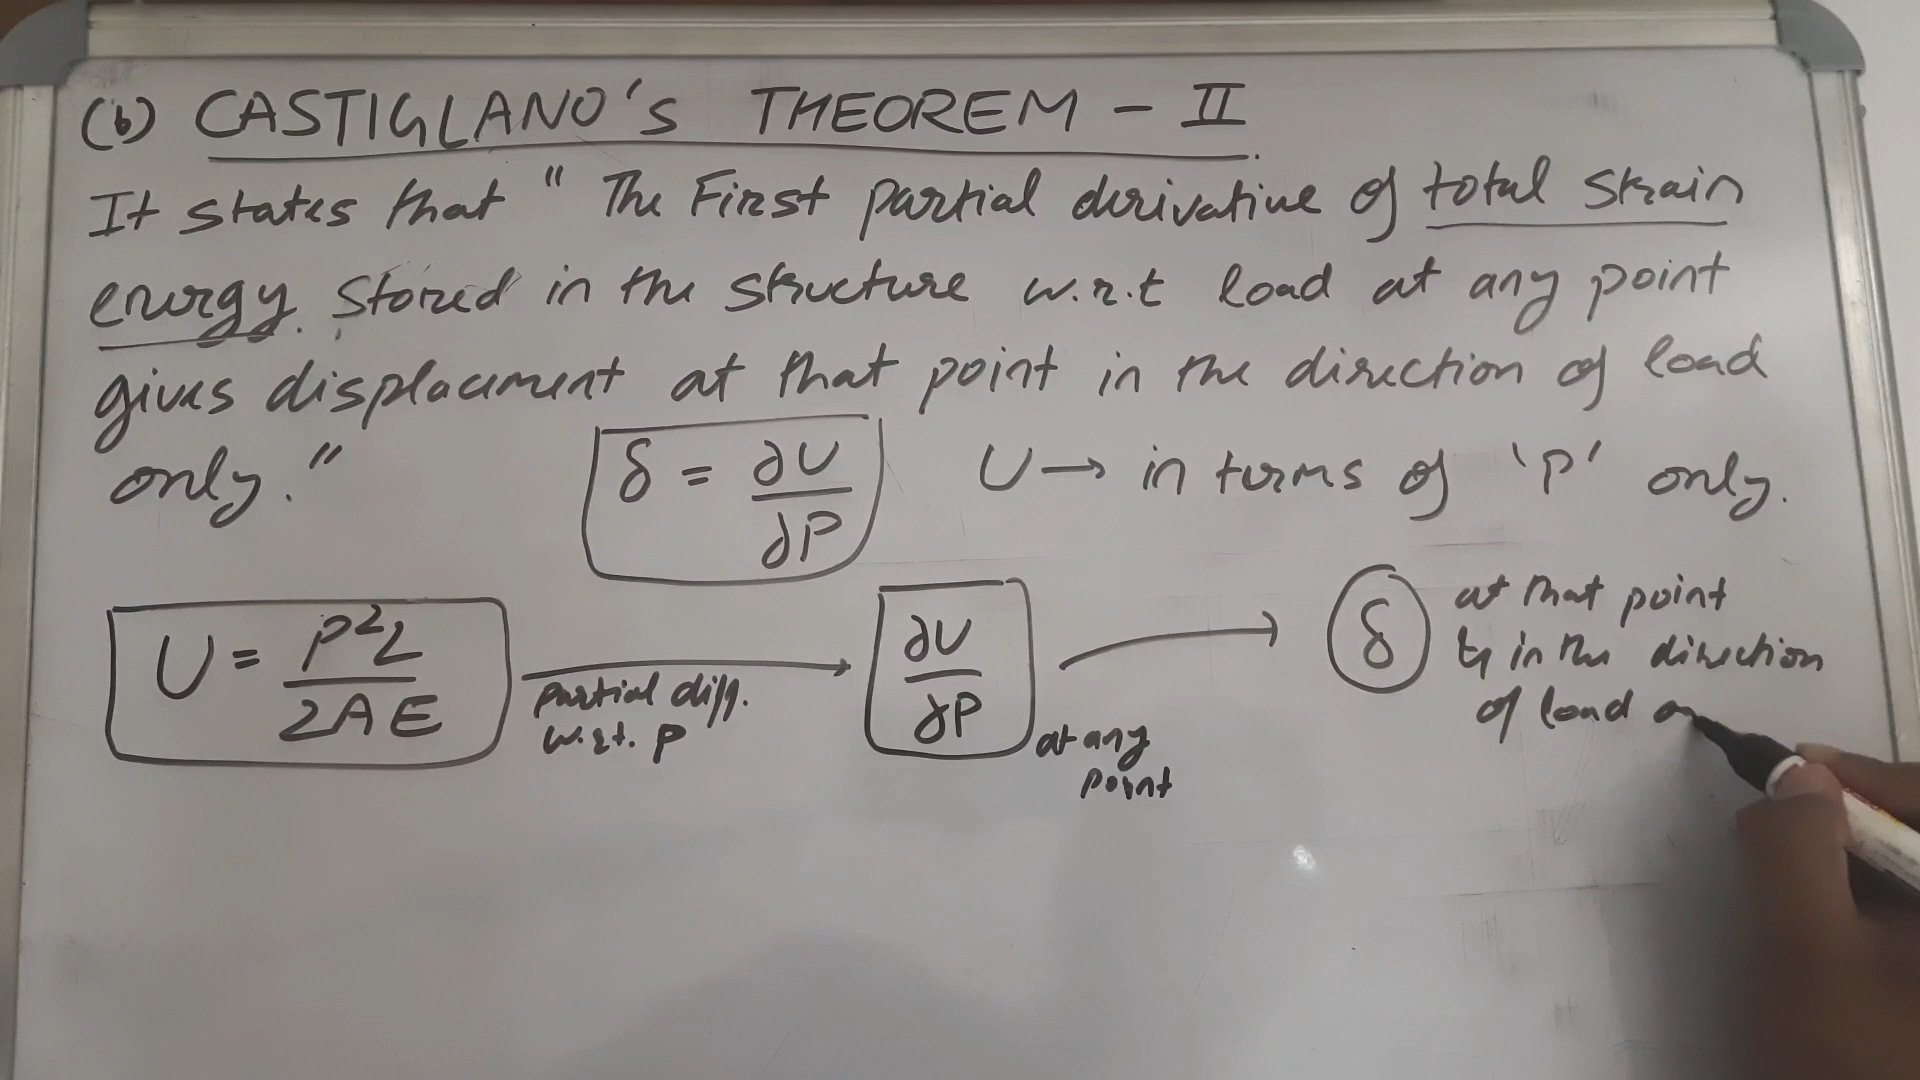 (b) CASTIGLANO's THEOREM - II
It states that " The First partial derivative of total strain
energy. stored in the structure w.r.t load at any point
gives displacement at that point in the direction of load
only."
δ = ∂U/∂P
U → in terms of 'P' only.
U = P²L/2AE
partial diff.
w.r.t. P
∂U/∂P
at any
point
δ
at that point
& in the direction
of load on